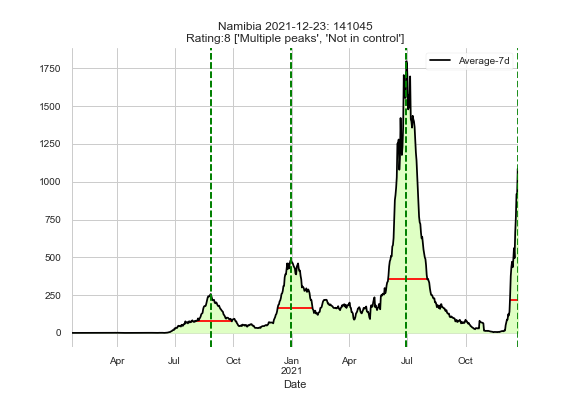 Namibia 2021-12-23: 141045
Rating:8 ['Multiple peaks', 'Not in control']
Average-7d
1750
1500
1250
1000
750
500
250
0
Apr Jul Oct Jan Apr Jul Oct
2021
Date